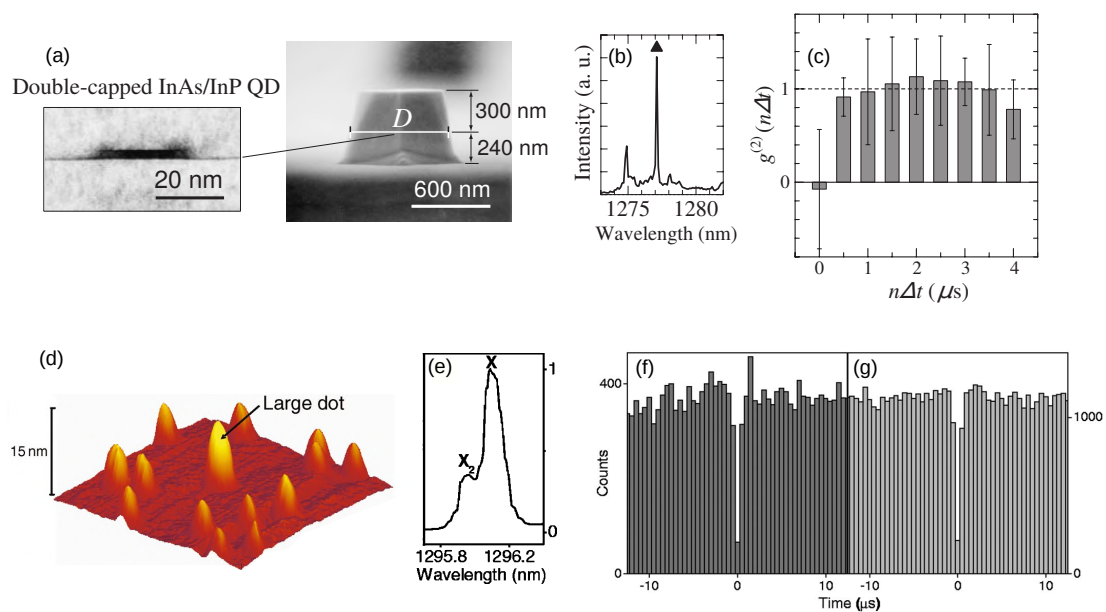 (a)
Double-capped InAs/InP QD
20 nm
D
300 nm
240 nm
600 nm
(b)
Intensity (a. u.)
1275 1280
Wavelength (nm)
(c)
g(2) (nΔt)
1
0
0 1 2 3 4
nΔt (μs)
(d)
Large dot
15 nm
(e)
X
X2
1
0
1295.8 1296.2
Wavelength (nm)
(f)
(g)
400
0
Counts
1000
0
-10 0 10 -10 0 10
Time (μs)